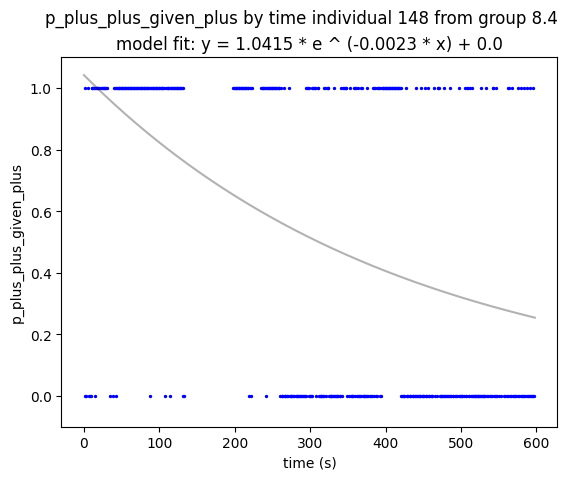 p_plus_plus_given_plus by time individual 148 from group 8.4
model fit: y = 1.0415 * e ^ (-0.0023 * x) + 0.0
p_plus_plus_given_plus
1.0
0.8
0.6
0.4
0.2
0.0
0 100 200 300 400 500 600
time (s)